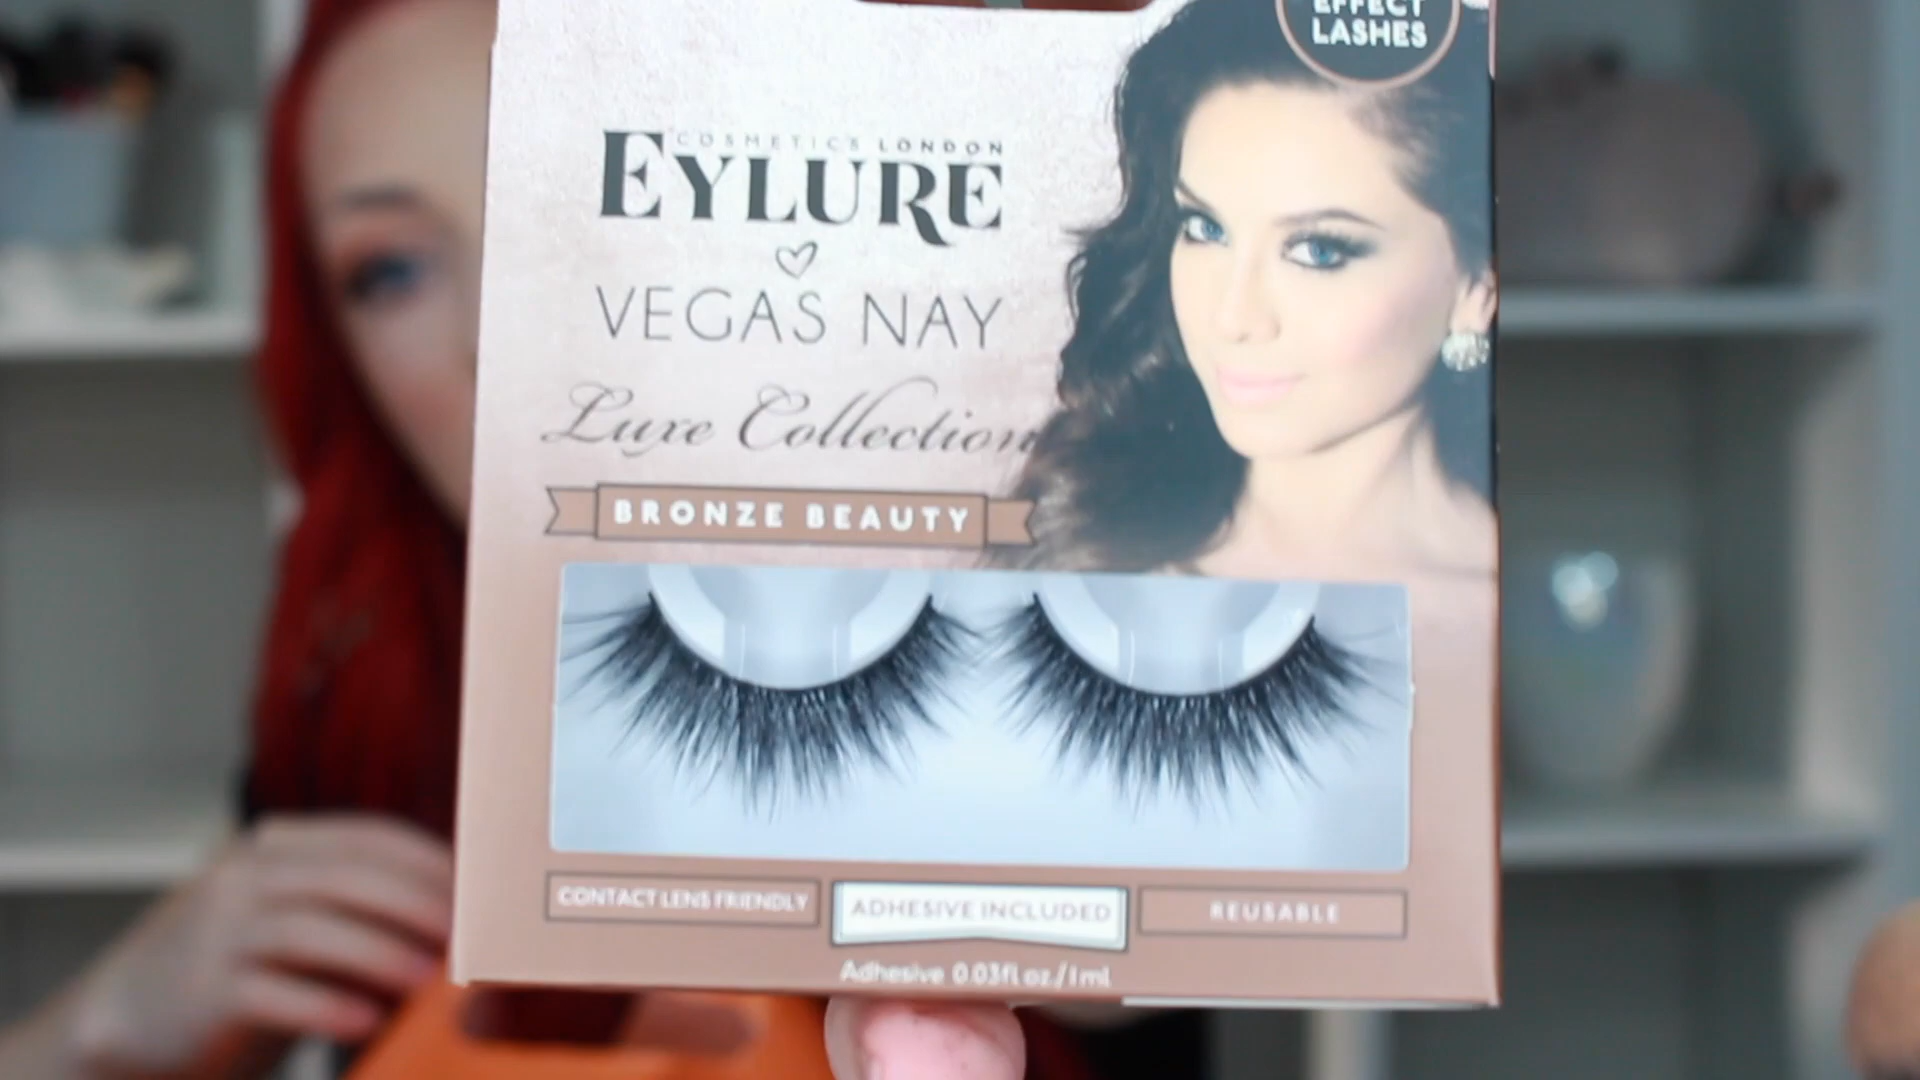 EFFECT
LASHES
COSMETICS LONDON
EYLURE
VEGAS NAY
Luxe Collection
BRONZE BEAUTY
CONTACT LENS FRIENDLY
ADHESIVE INCLUDED
REUSABLE
Adhesive 0.03fl oz./1ml